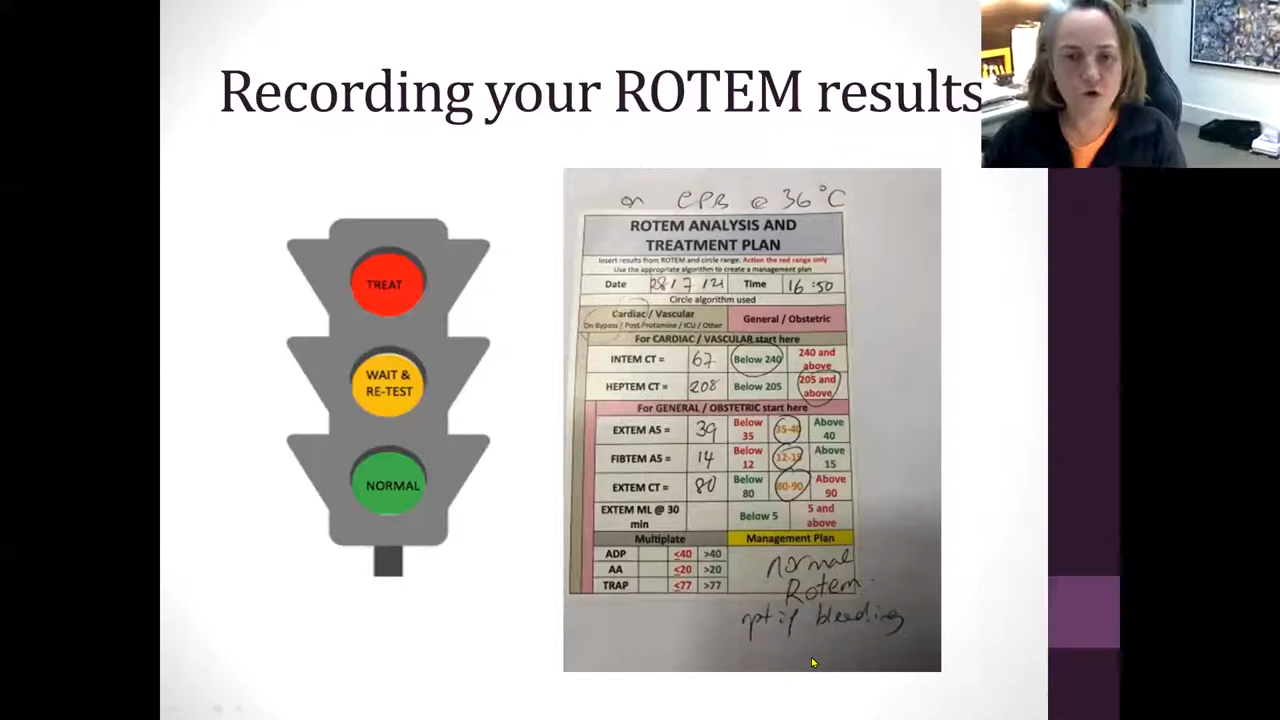 Recording your ROTEM results
TREAT
WAIT &
RE-TEST
NORMAL
on CPB @ 36°C
ROTEM ANALYSIS AND
TREATMENT PLAN
Insert results from ROTEM and circle range. Action the red range only
Use the appropriate algorithm to create a management plan
Date 28/7/21 Time 16:50
Circle algorithm used
Cardiac / Vascular
On Bypass / Post-Protamine / ICU / Other
General / Obstetric
For CARDIAC / VASCULAR start here
INTEM CT = 67 Below 240 240 and above
HEPTEM CT = 208 Below 205 205 and above
For GENERAL / OBSTETRIC start here
EXTEM A5 = 39 Below 35 35-40 Above 40
FIBTEM A5 = 14 Below 12 12-15 Above 15
EXTEM CT = 80 Below 80 80-90 Above 90
EXTEM ML @ 30 min Below 5 5 and above
Multiplate Management Plan
ADP <40 >40
AA <20 >20
TRAP <77 >77
normal
Rotem
rpt if bleeding